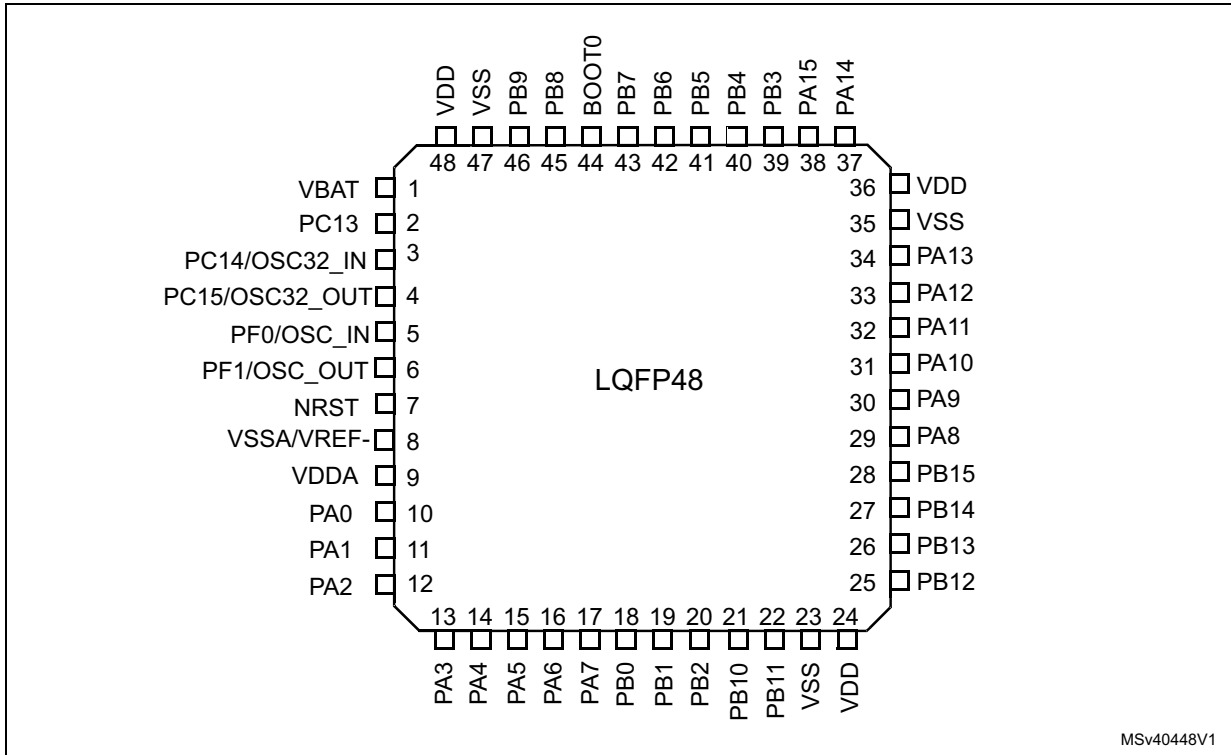 VDD
VSS
PB9
PB8
BOOT0
PB7
PB6
PB5
PB4
PB3
PA15
PA14
48 47 46 45 44 43 42 41 40 39 38 37
VBAT 1
PC13 2
PC14/OSC32_IN 3
PC15/OSC32_OUT 4
PF0/OSC_IN 5
PF1/OSC_OUT 6
NRST 7
VSSA/VREF- 8
VDDA 9
PA0 10
PA1 11
PA2 12
LQFP48
36 VDD
35 VSS
34 PA13
33 PA12
32 PA11
31 PA10
30 PA9
29 PA8
28 PB15
27 PB14
26 PB13
25 PB12
13 14 15 16 17 18 19 20 21 22 23 24
PA3
PA4
PA5
PA6
PA7
PB0
PB1
PB2
PB10
PB11
VSS
VDD
MSv40448V1